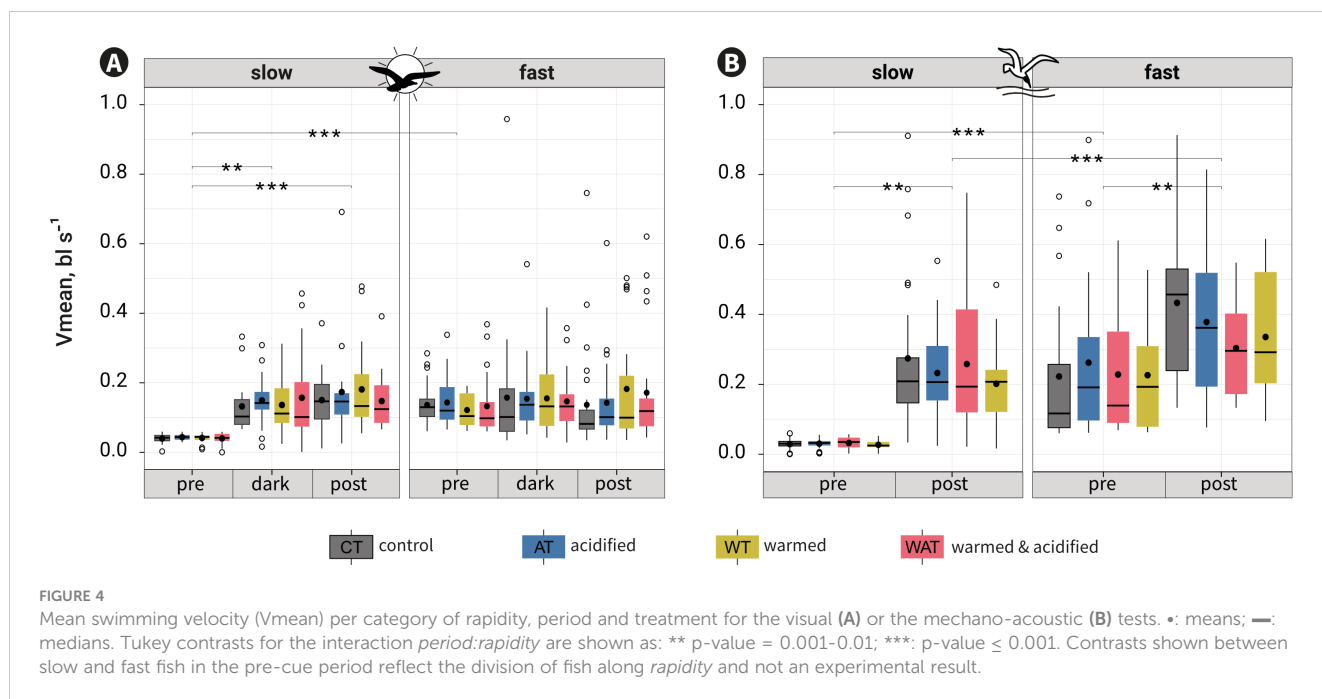 A
slow
fast
B
slow
fast
1.0
0.8
0.6
0.4
0.2
0.0
Vmean, bl s⁻¹
***
**
***
pre
dark
post
pre
dark
post
1.0
0.8
0.6
0.4
0.2
0.0
***
***
**
**
pre
post
pre
post
CT control
AT acidified
WT warmed
WAT warmed & acidified
FIGURE 4
Mean swimming velocity (Vmean) per category of rapidity, period and treatment for the visual (A) or the mechano-acoustic (B) tests. •: means; —:
medians. Tukey contrasts for the interaction period:rapidity are shown as: ** p-value = 0.001-0.01; ***: p-value ≤ 0.001. Contrasts shown between
slow and fast fish in the pre-cue period reflect the division of fish along rapidity and not an experimental result.